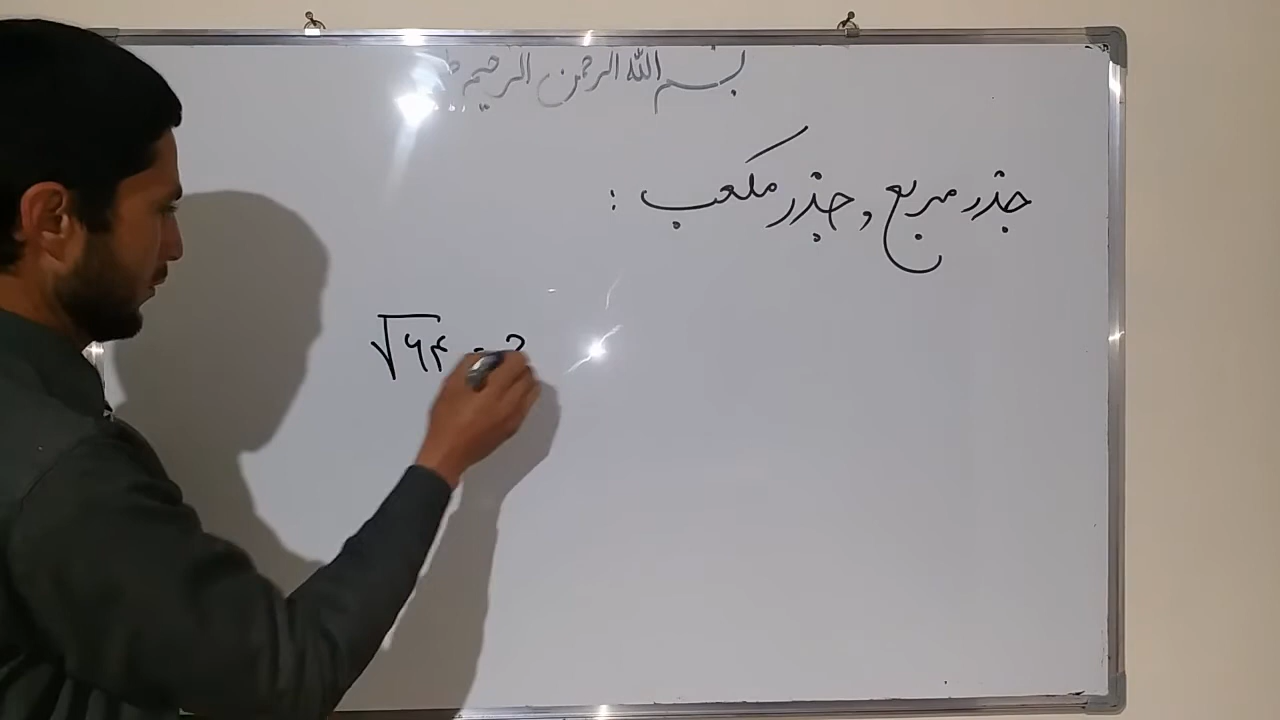 بسم الله الرحمن الرحیم
جذر مربع و جذر مکعب :
√۶۴ = ?